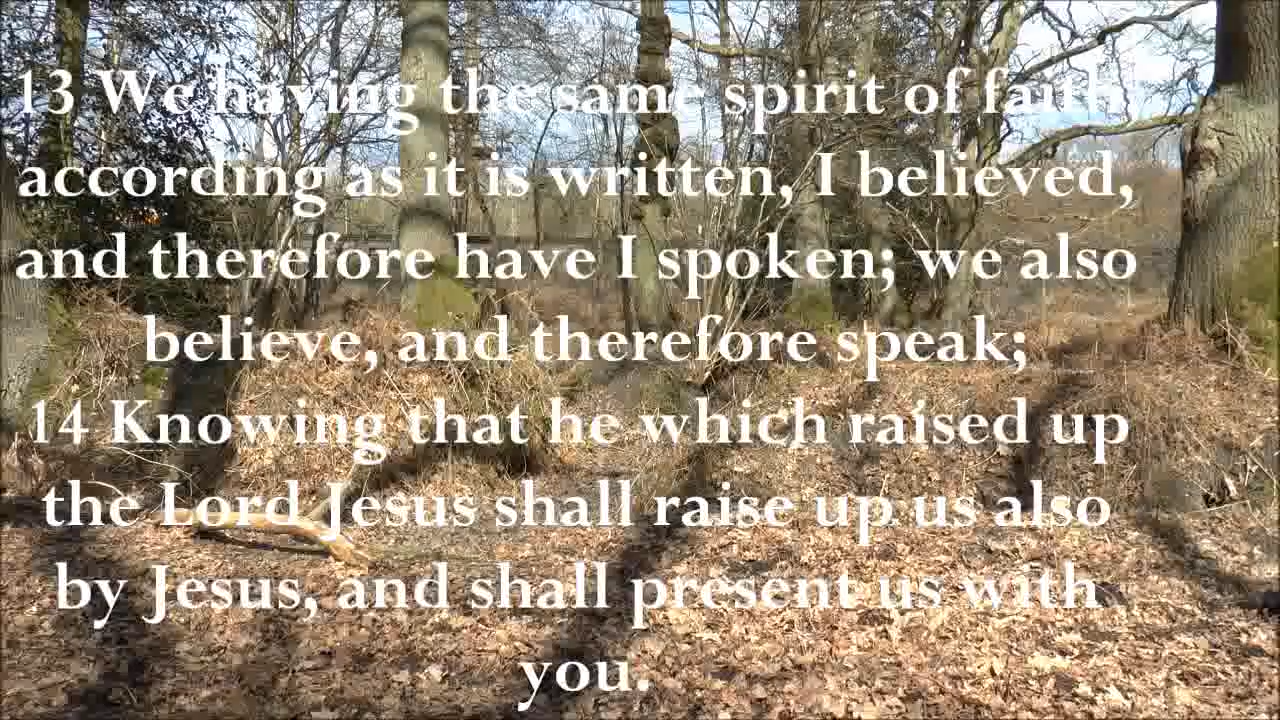 13 We having the same spirit of faith
according as it is written, I believed,
and therefore have I spoken; we also
believe, and therefore speak;
14 Knowing that he which raised up
the Lord Jesus shall raise up us also
by Jesus, and shall present us with
you.